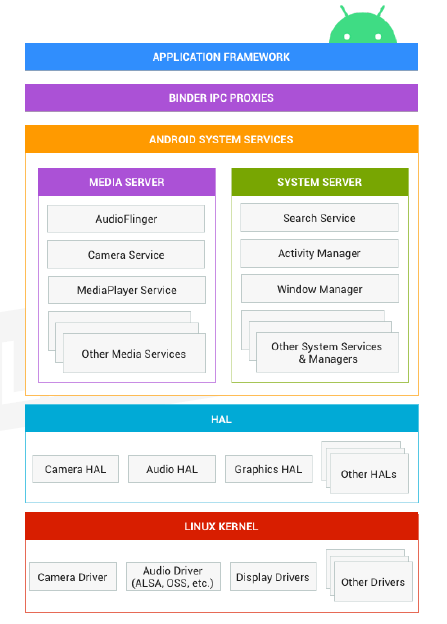 APPLICATION FRAMEWORK
BINDER IPC PROXIES
ANDROID SYSTEM SERVICES
MEDIA SERVER
AudioFlinger
Camera Service
MediaPlayer Service
Other Media Services
SYSTEM SERVER
Search Service
Activity Manager
Window Manager
Other System Services
& Managers
HAL
Camera HAL
Audio HAL
Graphics HAL
Other HALs
LINUX KERNEL
Camera Driver
Audio Driver
(ALSA, OSS, etc.)
Display Drivers
Other Drivers